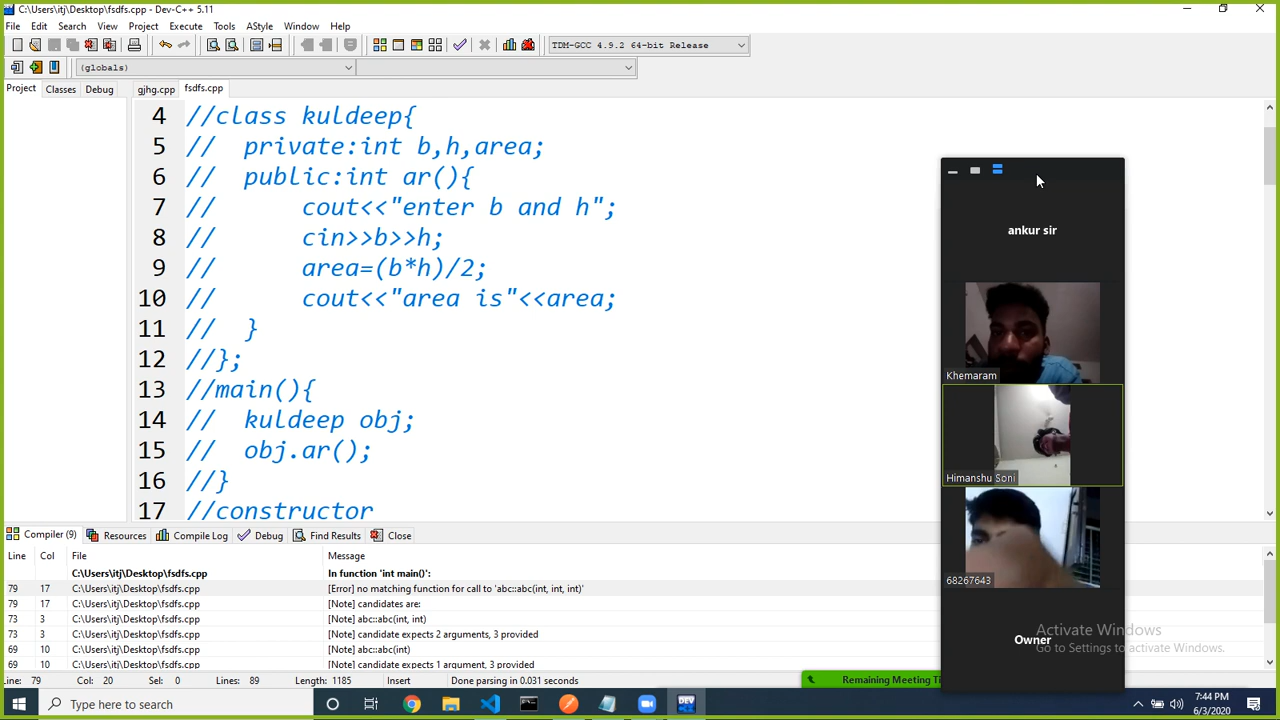 C:\Users\itj\Desktop\fsdfs.cpp - Dev-C++ 5.11
File Edit Search View Project Execute Tools AStyle Window Help
TDM-GCC 4.9.2 64-bit Release
(globals)
Project Classes Debug gjhg.cpp fsdfs.cpp
4 //class kuldeep{
5 // private:int b,h,area;
6 // public:int ar(){
7 // cout<<"enter b and h";
8 // cin>>b>>h;
9 // area=(b*h)/2;
10 // cout<<"area is"<<area;
11 // }
12 //};
13 //main(){
14 // kuldeep obj;
15 // obj.ar();
16 //}
17 //constructor
ankur sir
Khemaram
Himanshu Soni
68267643
Owner
Compiler (9) Resources Compile Log Debug Find Results Close
Line Col File Message
C:\Users\itj\Desktop\fsdfs.cpp In function 'int main()':
79 17 C:\Users\itj\Desktop\fsdfs.cpp [Error] no matching function for call to 'abc::abc(int, int, int)'
79 17 C:\Users\itj\Desktop\fsdfs.cpp [Note] candidates are:
73 3 C:\Users\itj\Desktop\fsdfs.cpp [Note] abc::abc(int, int)
73 3 C:\Users\itj\Desktop\fsdfs.cpp [Note] candidate expects 2 arguments, 3 provided
69 10 C:\Users\itj\Desktop\fsdfs.cpp [Note] abc::abc(int)
69 10 C:\Users\itj\Desktop\fsdfs.cpp [Note] candidate expects 1 argument, 3 provided
Activate Windows
Go to Settings to activate Windows.
Line: 79 Col: 20 Sel: 0 Lines: 89 Length: 1185 Insert Done parsing in 0.031 seconds
Remaining Meeting Ti
Type here to search
7:44 PM
6/3/2020